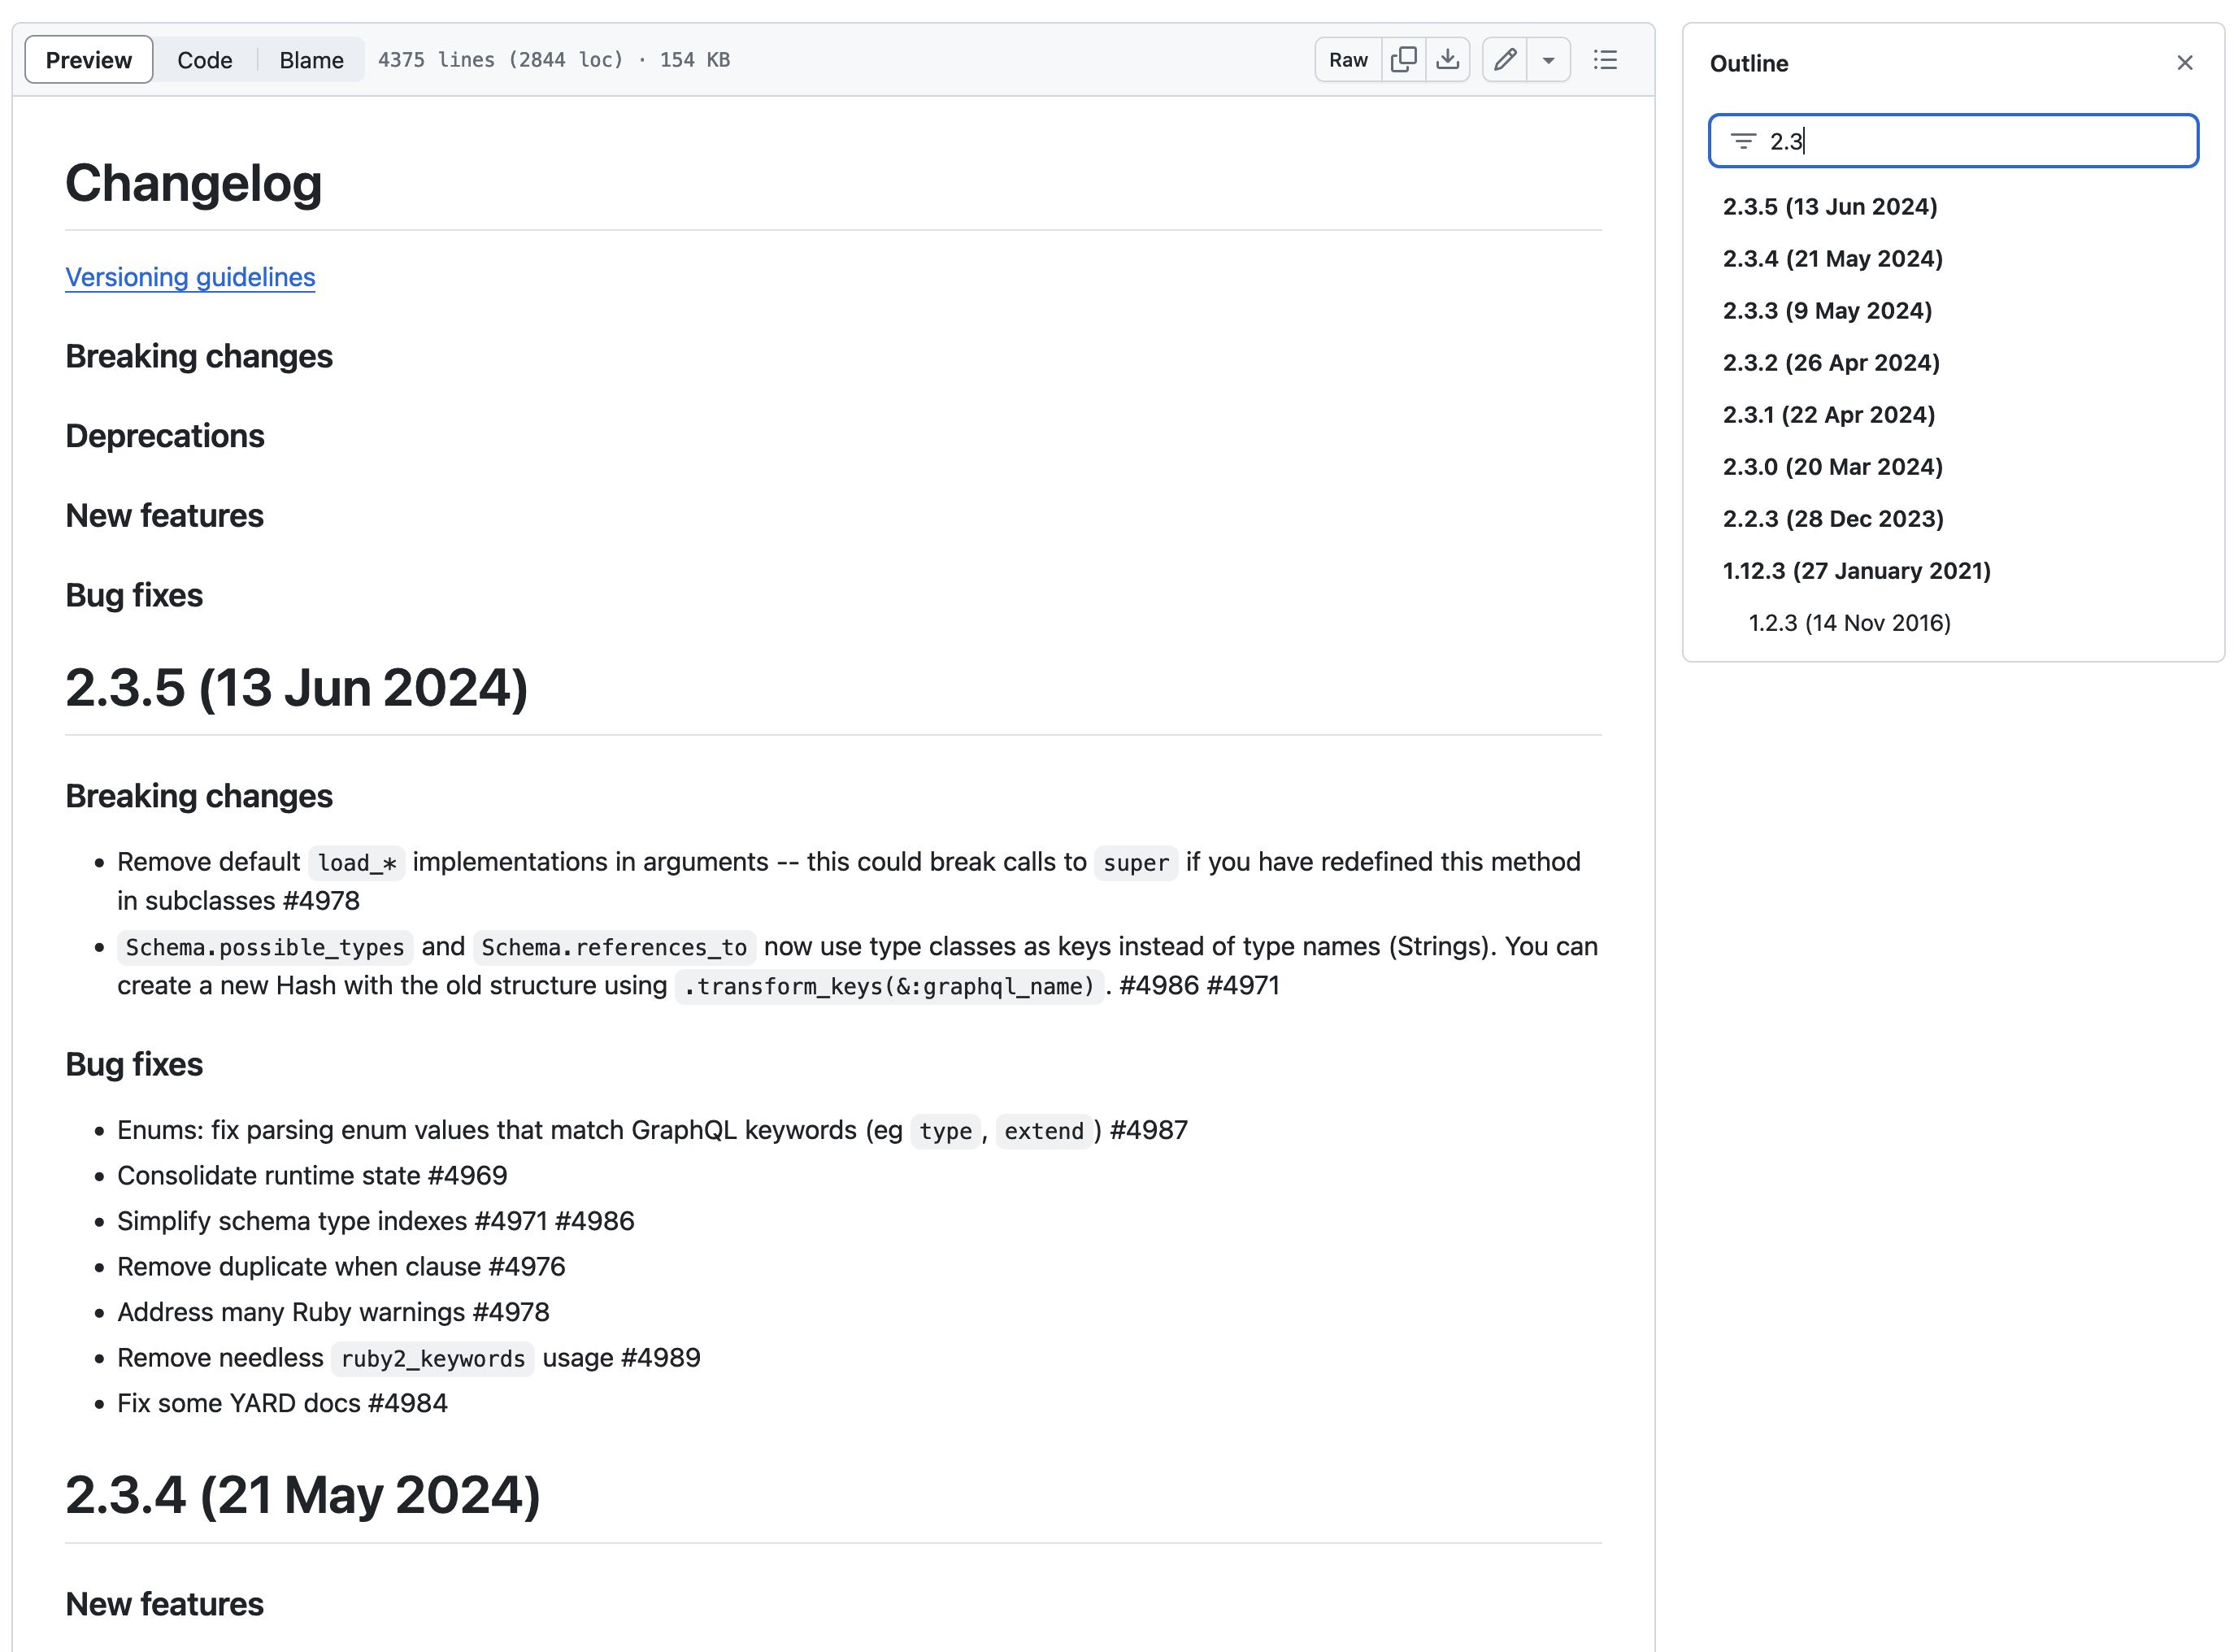 Preview Code Blame 4375 lines (2844 loc) · 154 KB Raw
Changelog
Versioning guidelines
Breaking changes
Deprecations
New features
Bug fixes
2.3.5 (13 Jun 2024)
Breaking changes
• Remove default load_* implementations in arguments -- this could break calls to super if you have redefined this method
in subclasses #4978
• Schema.possible_types and Schema.references_to now use type classes as keys instead of type names (Strings). You can
create a new Hash with the old structure using .transform_keys(&:graphql_name). #4986 #4971
Bug fixes
• Enums: fix parsing enum values that match GraphQL keywords (eg type, extend) #4987
• Consolidate runtime state #4969
• Simplify schema type indexes #4971 #4986
• Remove duplicate when clause #4976
• Address many Ruby warnings #4978
• Remove needless ruby2_keywords usage #4989
• Fix some YARD docs #4984
2.3.4 (21 May 2024)
New features
Outline
2.3
2.3.5 (13 Jun 2024)
2.3.4 (21 May 2024)
2.3.3 (9 May 2024)
2.3.2 (26 Apr 2024)
2.3.1 (22 Apr 2024)
2.3.0 (20 Mar 2024)
2.2.3 (28 Dec 2023)
1.12.3 (27 January 2021)
1.2.3 (14 Nov 2016)